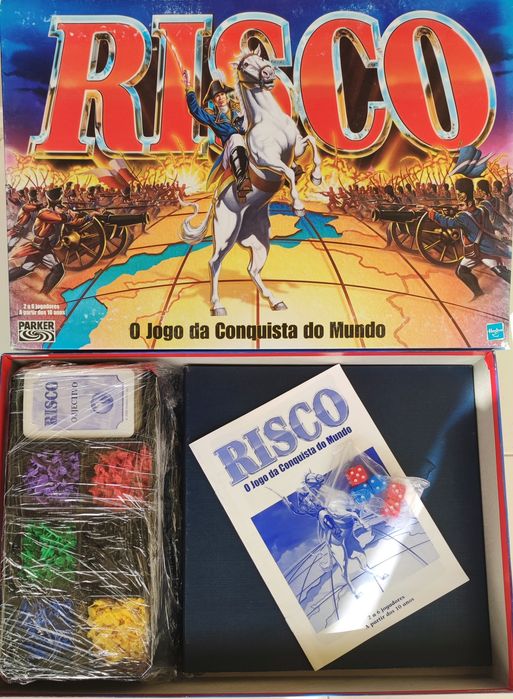 RISCO
2 a 6 jogadores
A partir dos 10 anos
PARKER
O Jogo da Conquista do Mundo
Hasbro
RISCO
OBJECTIVO
RISCO
O Jogo da Conquista do Mundo
2 a 6 jogadores
A partir dos 10 anos